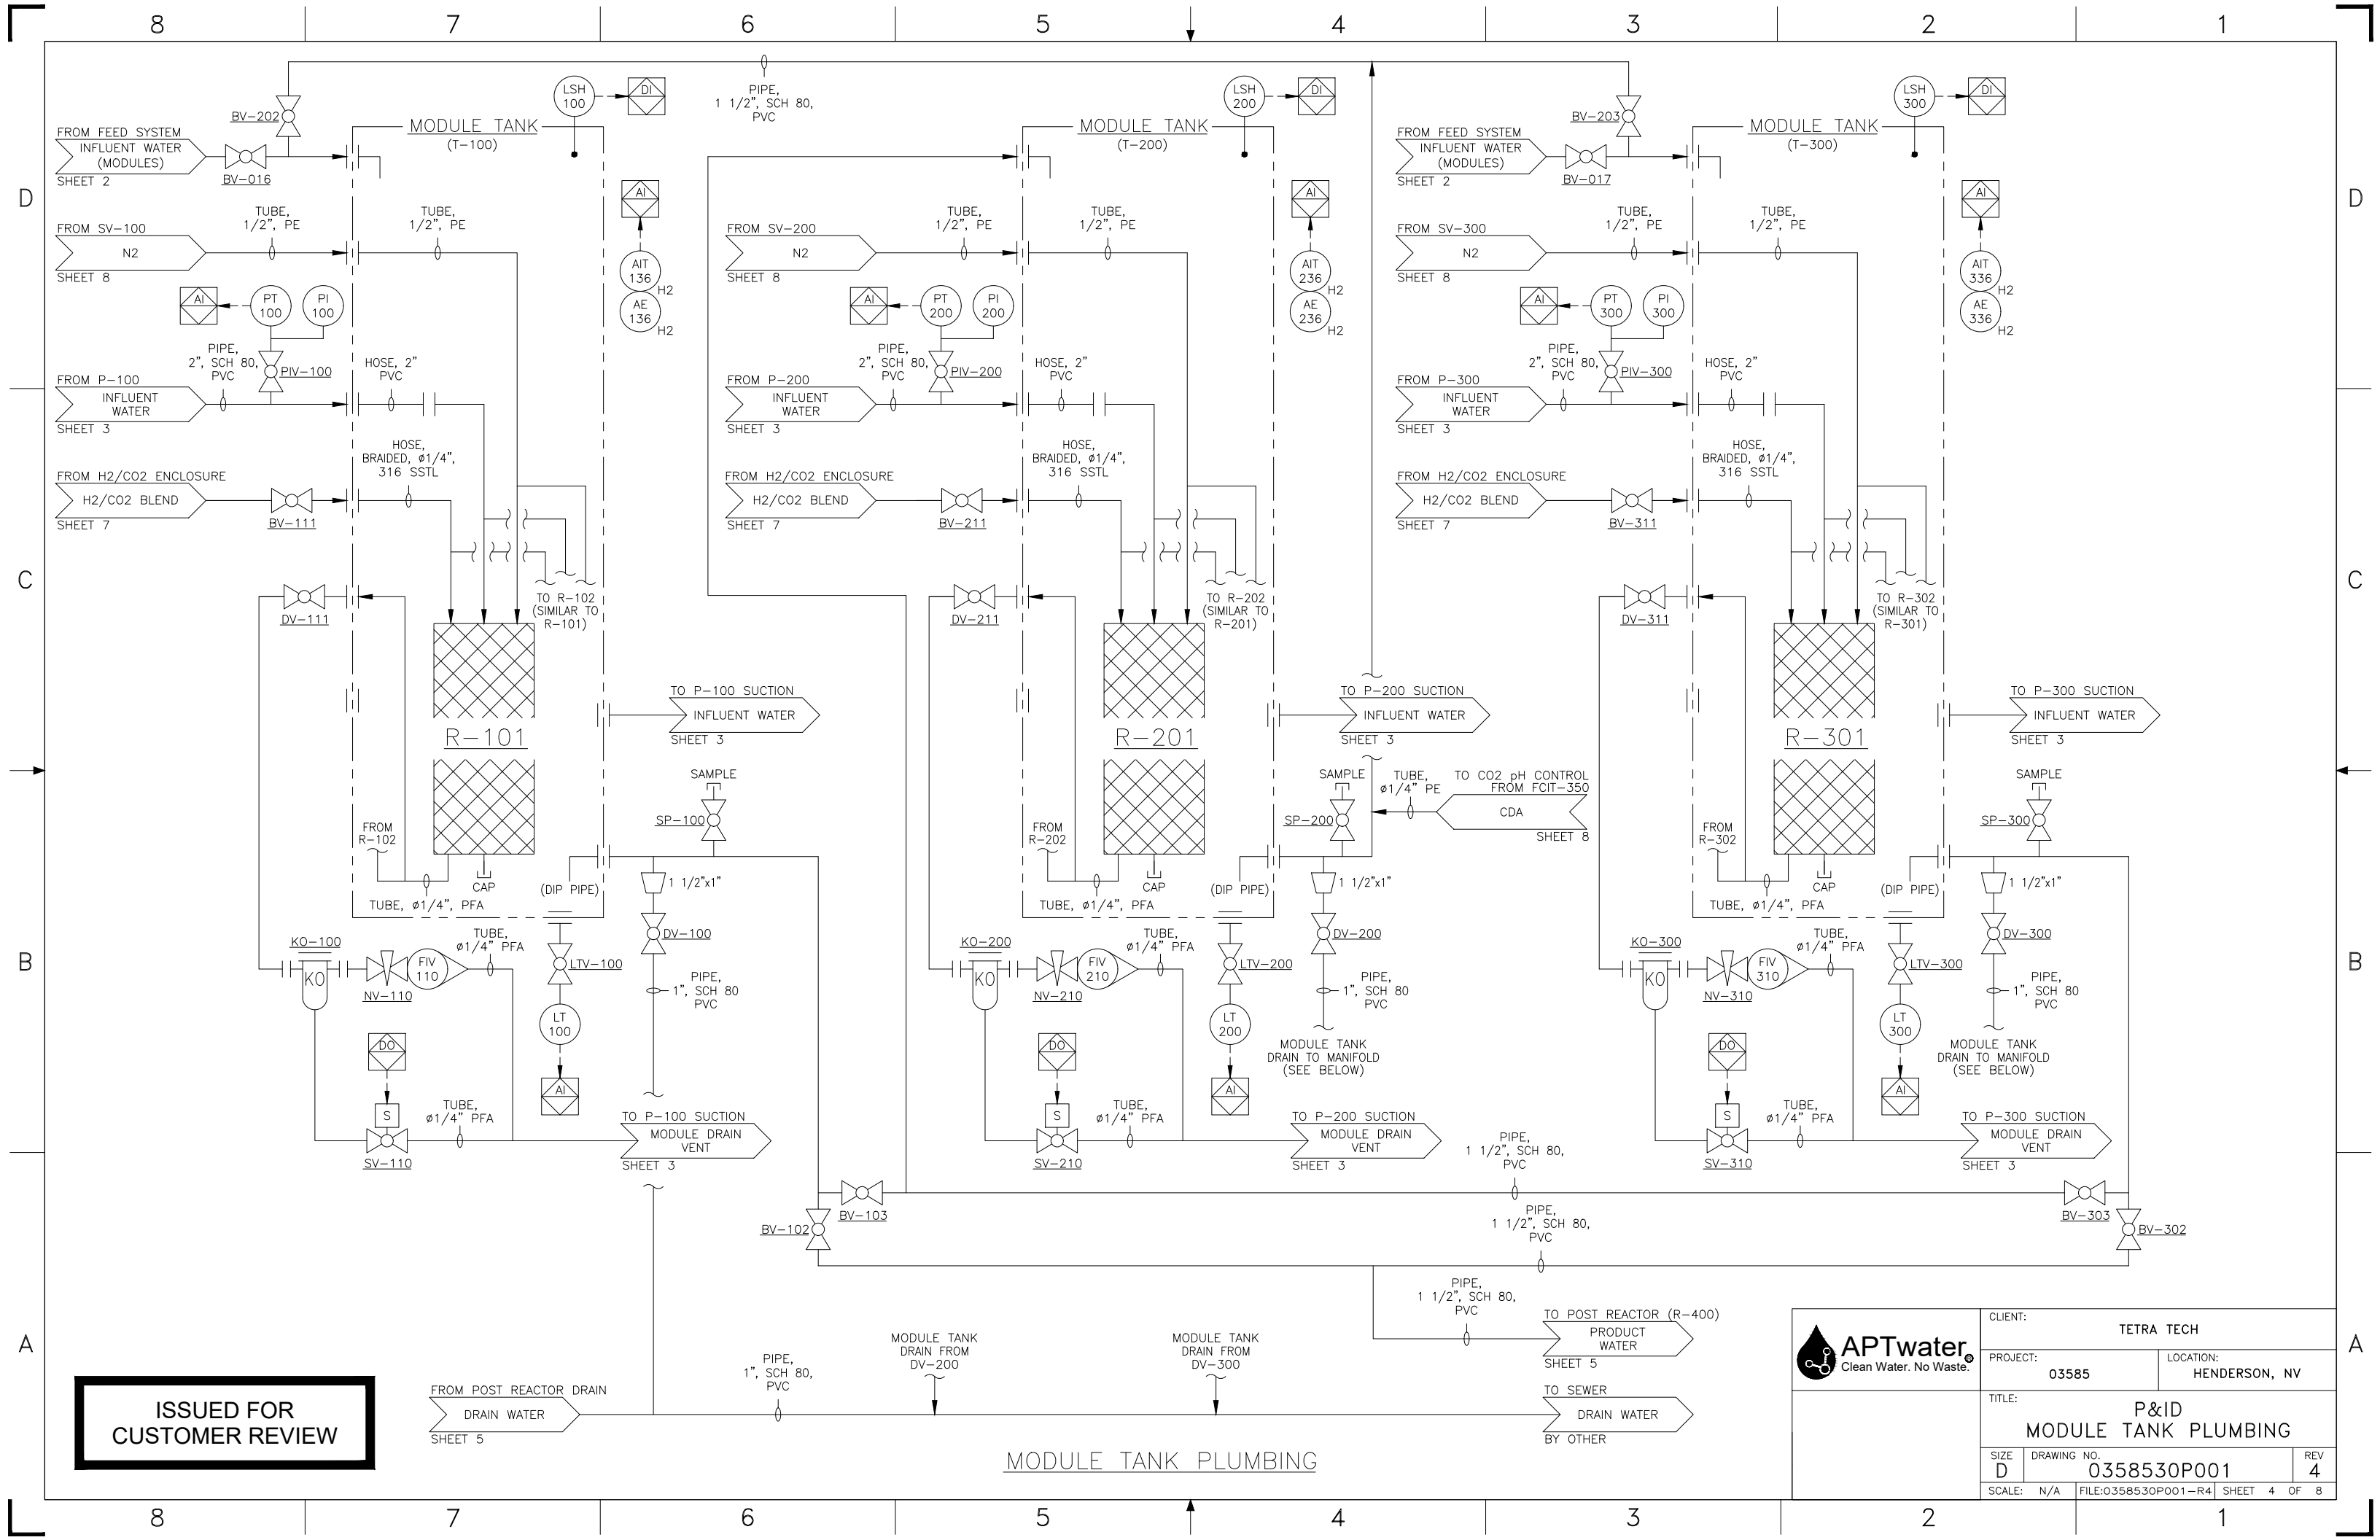 8
7
6
5
4
3
2
1
D
C
B
A
D
C
B
A
PIPE,
1 1/2", SCH 80,
PVC
BV-202
FROM FEED SYSTEM
INFLUENT WATER
(MODULES)
SHEET 2
BV-016
MODULE TANK
(T-100)
LSH
100
DI
FROM SV-100
N2
SHEET 8
TUBE,
1/2", PE
TUBE,
1/2", PE
AI
AIT
136
H2
AE
136
H2
AI
PT
100
PI
100
PIPE,
2", SCH 80,
PVC
PIV-100
HOSE, 2"
PVC
FROM P-100
INFLUENT
WATER
SHEET 3
HOSE,
BRAIDED, ø1/4",
316 SSTL
FROM H2/CO2 ENCLOSURE
H2/CO2 BLEND
SHEET 7
BV-111
DV-111
TO R-102
(SIMILAR TO
R-101)
R-101
TO P-100 SUCTION
INFLUENT WATER
SHEET 3
SAMPLE
SP-100
FROM
R-102
CAP
(DIP PIPE)
TUBE, ø1/4", PFA
1 1/2"x1"
DV-100
PIPE,
1", SCH 80
PVC
KO-100
KO
NV-110
FIV
110
TUBE,
ø1/4" PFA
LTV-100
LT
100
AI
DO
S
SV-110
TUBE,
ø1/4" PFA
TO P-100 SUCTION
MODULE DRAIN
VENT
SHEET 3
MODULE TANK
(T-200)
LSH
200
DI
FROM SV-200
N2
SHEET 8
TUBE,
1/2", PE
TUBE,
1/2", PE
AI
AIT
236
H2
AE
236
H2
AI
PT
200
PI
200
PIPE,
2", SCH 80,
PVC
PIV-200
HOSE, 2"
PVC
FROM P-200
INFLUENT
WATER
SHEET 3
HOSE,
BRAIDED, ø1/4",
316 SSTL
FROM H2/CO2 ENCLOSURE
H2/CO2 BLEND
SHEET 7
BV-211
DV-211
TO R-202
(SIMILAR TO
R-201)
R-201
TO P-200 SUCTION
INFLUENT WATER
SHEET 3
SAMPLE
SP-200
TUBE,
ø1/4" PE
TO CO2 pH CONTROL
FROM FCIT-350
CDA
SHEET 8
FROM
R-202
CAP
(DIP PIPE)
TUBE, ø1/4", PFA
1 1/2"x1"
DV-200
PIPE,
1", SCH 80
PVC
MODULE TANK
DRAIN TO MANIFOLD
(SEE BELOW)
KO-200
KO
NV-210
FIV
210
TUBE,
ø1/4" PFA
LTV-200
LT
200
AI
DO
S
SV-210
TUBE,
ø1/4" PFA
TO P-200 SUCTION
MODULE DRAIN
VENT
SHEET 3
BV-203
FROM FEED SYSTEM
INFLUENT WATER
(MODULES)
SHEET 2
BV-017
MODULE TANK
(T-300)
LSH
300
DI
FROM SV-300
N2
SHEET 8
TUBE,
1/2", PE
TUBE,
1/2", PE
AI
AIT
336
H2
AE
336
H2
AI
PT
300
PI
300
PIPE,
2", SCH 80,
PVC
PIV-300
HOSE, 2"
PVC
FROM P-300
INFLUENT
WATER
SHEET 3
HOSE,
BRAIDED, ø1/4",
316 SSTL
FROM H2/CO2 ENCLOSURE
H2/CO2 BLEND
SHEET 7
BV-311
DV-311
TO R-302
(SIMILAR TO
R-301)
R-301
TO P-300 SUCTION
INFLUENT WATER
SHEET 3
SAMPLE
SP-300
FROM
R-302
CAP
(DIP PIPE)
TUBE, ø1/4", PFA
1 1/2"x1"
DV-300
PIPE,
1", SCH 80
PVC
MODULE TANK
DRAIN TO MANIFOLD
(SEE BELOW)
KO-300
KO
NV-310
FIV
310
TUBE,
ø1/4" PFA
LTV-300
LT
300
AI
DO
S
SV-310
TUBE,
ø1/4" PFA
TO P-300 SUCTION
MODULE DRAIN
VENT
SHEET 3
PIPE,
1 1/2", SCH 80,
PVC
BV-103
BV-102
BV-303
BV-302
PIPE,
1 1/2", SCH 80,
PVC
PIPE,
1 1/2", SCH 80,
PVC
TO POST REACTOR (R-400)
PRODUCT
WATER
SHEET 5
FROM POST REACTOR DRAIN
DRAIN WATER
SHEET 5
PIPE,
1", SCH 80,
PVC
MODULE TANK
DRAIN FROM
DV-200
MODULE TANK
DRAIN FROM
DV-300
TO SEWER
DRAIN WATER
BY OTHER
MODULE TANK PLUMBING
ISSUED FOR
CUSTOMER REVIEW
APTwater®
Clean Water. No Waste.
CLIENT:
TETRA TECH
PROJECT:
03585
LOCATION:
HENDERSON, NV
TITLE:
P&ID
MODULE TANK PLUMBING
SIZE
D
DRAWING NO.
0358530P001
REV
4
SCALE: N/A
FILE:0358530P001-R4
SHEET 4 OF 8
8
7
6
5
4
3
2
1